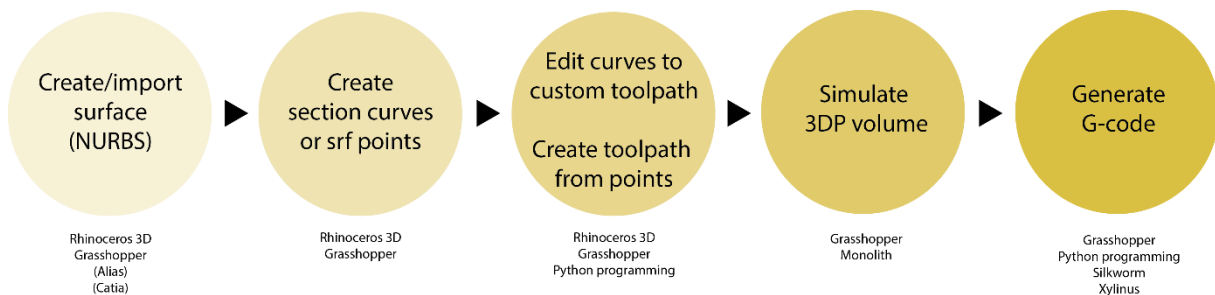 Create/import
surface
(NURBS)
Create
section curves
or srf points
Edit curves to
custom toolpath
Create toolpath
from points
Simulate
3DP volume
Generate
G-code
Rhinoceros 3D
Grasshopper
(Alias)
(Catia)
Rhinoceros 3D
Grasshopper
Rhinoceros 3D
Grasshopper
Python programming
Grasshopper
Monolith
Grasshopper
Python programming
Silkworm
Xylinus